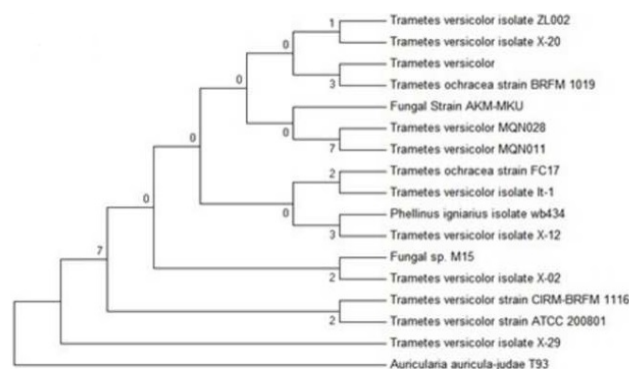 1
Trametes versicolor isolate ZL002
Trametes versicolor isolate X-20
0
Trametes versicolor
3
Trametes ochracea strain BRFM 1019
0
Fungal Strain AKM-MKU
0
Trametes versicolor MQN028
7
Trametes versicolor MQN011
0
2
Trametes ochracea strain FC17
Trametes versicolor isolate It-1
0
Phellinus igniarius isolate wb434
3
Trametes versicolor isolate X-12
0
Fungal sp. M15
2
Trametes versicolor isolate X-02
7
Trametes versicolor strain CIRM-BRFM 1116
2
Trametes versicolor strain ATCC 200801
Trametes versicolor isolate X-29
Auricularia auricula-judae T93